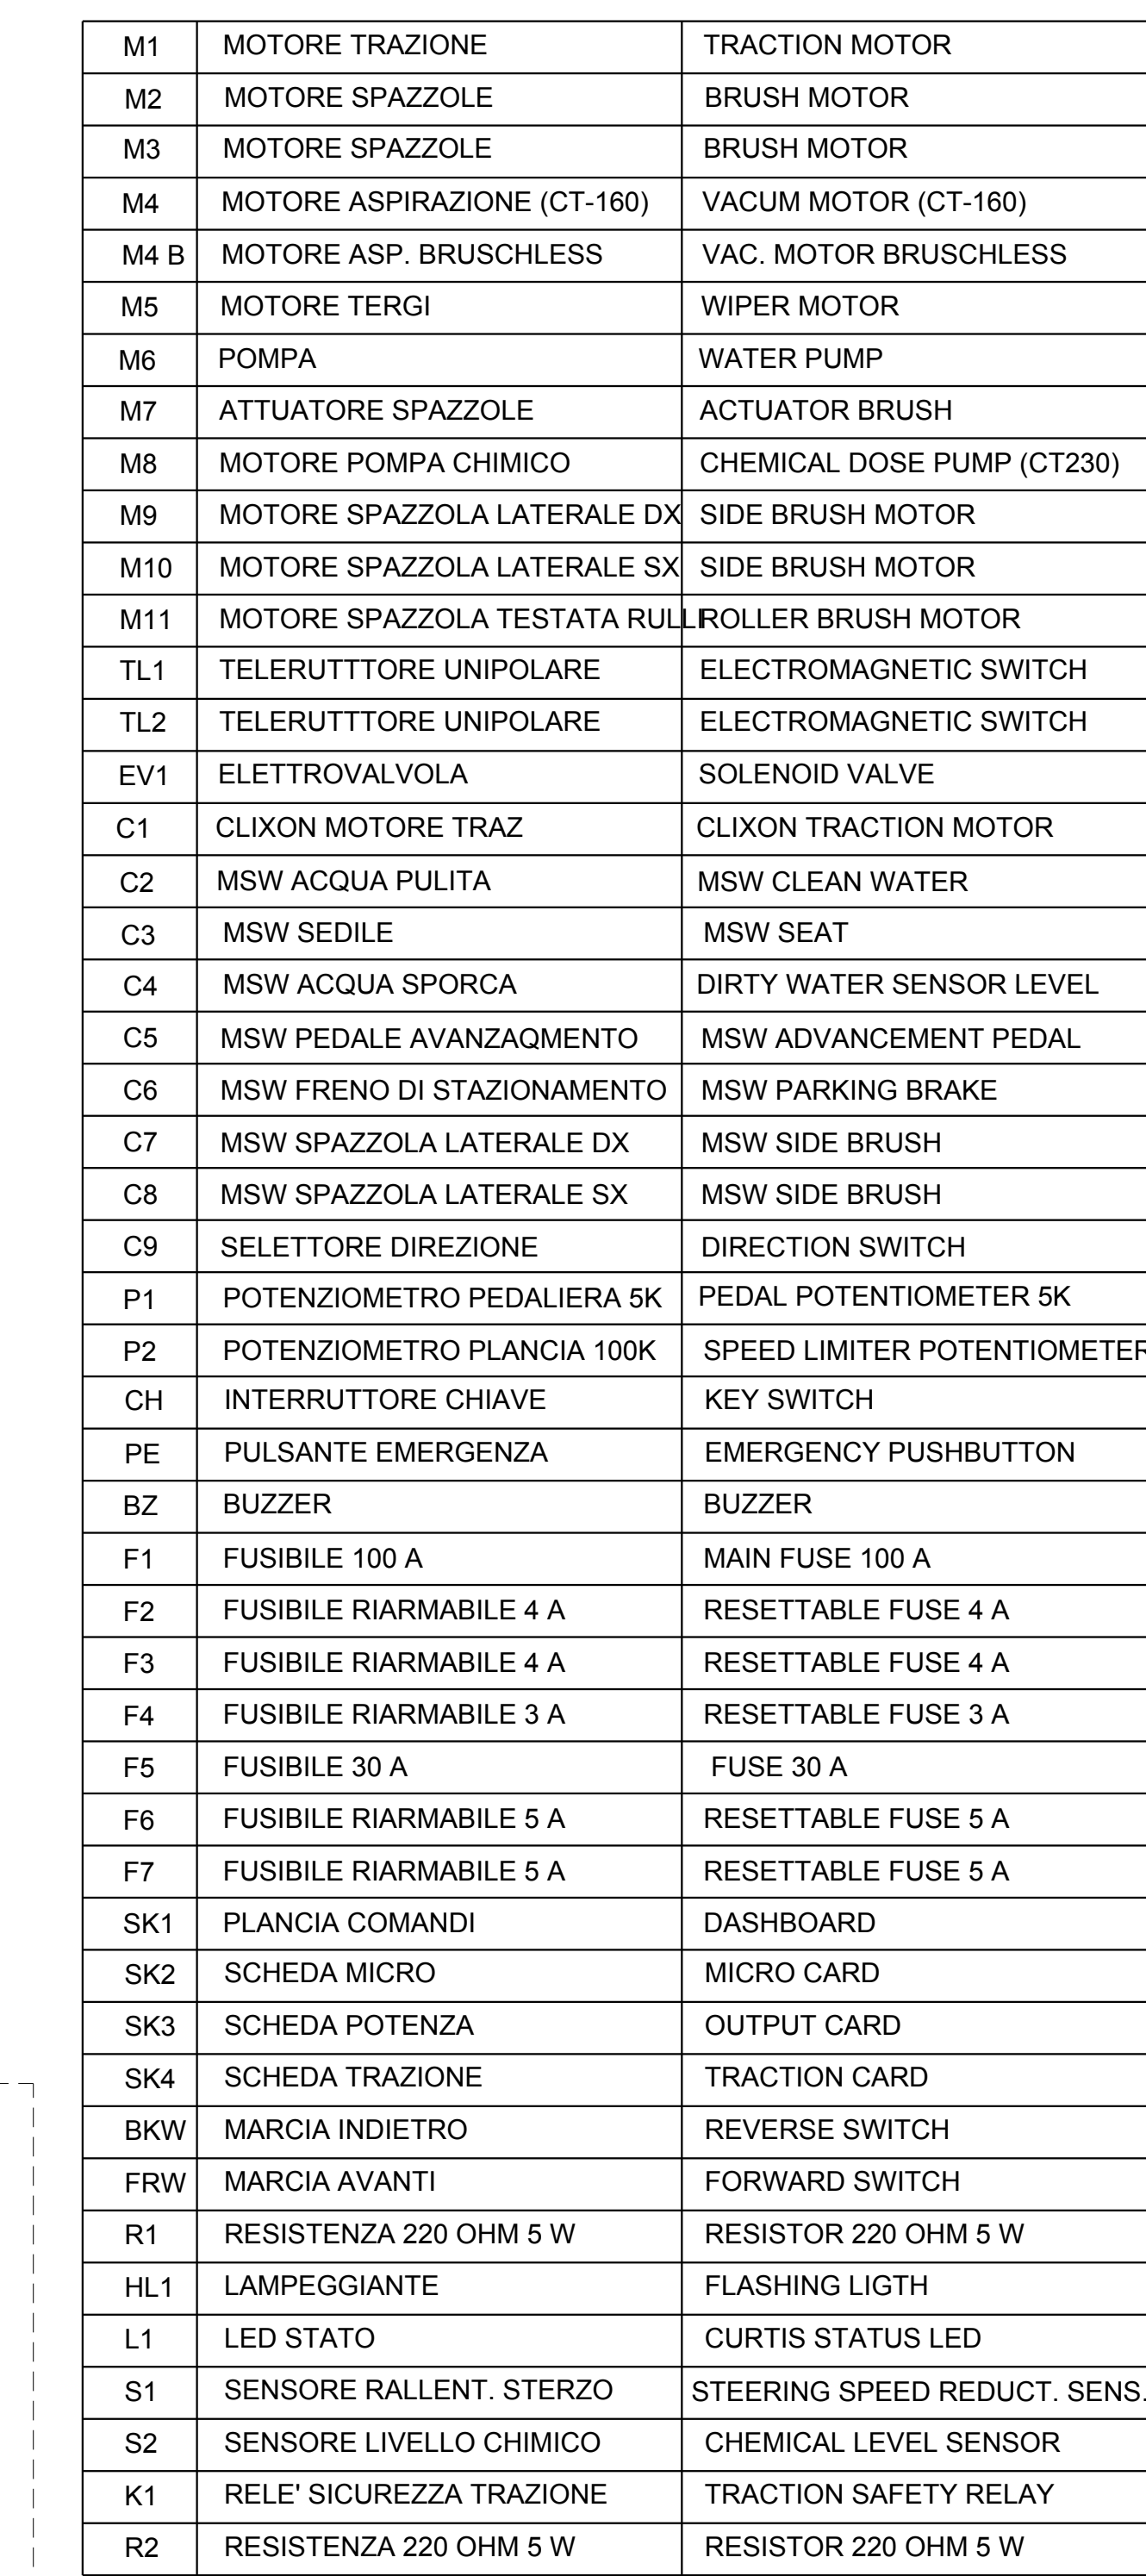 M1 MOTORE TRAZIONE TRACTION MOTOR
M2 MOTORE SPAZZOLE BRUSH MOTOR
M3 MOTORE SPAZZOLE BRUSH MOTOR
M4 MOTORE ASPIRAZIONE (CT-160) VACUM MOTOR (CT-160)
M4 B MOTORE ASP. BRUSCHLESS VAC. MOTOR BRUSCHLESS
M5 MOTORE TERGI WIPER MOTOR
M6 POMPA WATER PUMP
M7 ATTUATORE SPAZZOLE ACTUATOR BRUSH
M8 MOTORE POMPA CHIMICO CHEMICAL DOSE PUMP (CT230)
M9 MOTORE SPAZZOLA LATERALE DX SIDE BRUSH MOTOR
M10 MOTORE SPAZZOLA LATERALE SX SIDE BRUSH MOTOR
M11 MOTORE SPAZZOLA TESTATA RULLI ROLLER BRUSH MOTOR
TL1 TELERUTTTORE UNIPOLARE ELECTROMAGNETIC SWITCH
TL2 TELERUTTTORE UNIPOLARE ELECTROMAGNETIC SWITCH
EV1 ELETTROVALVOLA SOLENOID VALVE
C1 CLIXON MOTORE TRAZ CLIXON TRACTION MOTOR
C2 MSW ACQUA PULITA MSW CLEAN WATER
C3 MSW SEDILE MSW SEAT
C4 MSW ACQUA SPORCA DIRTY WATER SENSOR LEVEL
C5 MSW PEDALE AVANZAQMENTO MSW ADVANCEMENT PEDAL
C6 MSW FRENO DI STAZIONAMENTO MSW PARKING BRAKE
C7 MSW SPAZZOLA LATERALE DX MSW SIDE BRUSH
C8 MSW SPAZZOLA LATERALE SX MSW SIDE BRUSH
C9 SELETTORE DIREZIONE DIRECTION SWITCH
P1 POTENZIOMETRO PEDALIERA 5K PEDAL POTENTIOMETER 5K
P2 POTENZIOMETRO PLANCIA 100K SPEED LIMITER POTENTIOMETER
CH INTERRUTTORE CHIAVE KEY SWITCH
PE PULSANTE EMERGENZA EMERGENCY PUSHBUTTON
BZ BUZZER BUZZER
F1 FUSIBILE 100 A MAIN FUSE 100 A
F2 FUSIBILE RIARMABILE 4 A RESETTABLE FUSE 4 A
F3 FUSIBILE RIARMABILE 4 A RESETTABLE FUSE 4 A
F4 FUSIBILE RIARMABILE 3 A RESETTABLE FUSE 3 A
F5 FUSIBILE 30 A FUSE 30 A
F6 FUSIBILE RIARMABILE 5 A RESETTABLE FUSE 5 A
F7 FUSIBILE RIARMABILE 5 A RESETTABLE FUSE 5 A
SK1 PLANCIA COMANDI DASHBOARD
SK2 SCHEDA MICRO MICRO CARD
SK3 SCHEDA POTENZA OUTPUT CARD
SK4 SCHEDA TRAZIONE TRACTION CARD
BKW MARCIA INDIETRO REVERSE SWITCH
FRW MARCIA AVANTI FORWARD SWITCH
R1 RESISTENZA 220 OHM 5 W RESISTOR 220 OHM 5 W
HL1 LAMPEGGIANTE FLASHING LIGTH
L1 LED STATO CURTIS STATUS LED
S1 SENSORE RALLENT. STERZO STEERING SPEED REDUCT. SENS.
S2 SENSORE LIVELLO CHIMICO CHEMICAL LEVEL SENSOR
K1 RELE' SICUREZZA TRAZIONE TRACTION SAFETY RELAY
R2 RESISTENZA 220 OHM 5 W RESISTOR 220 OHM 5 W